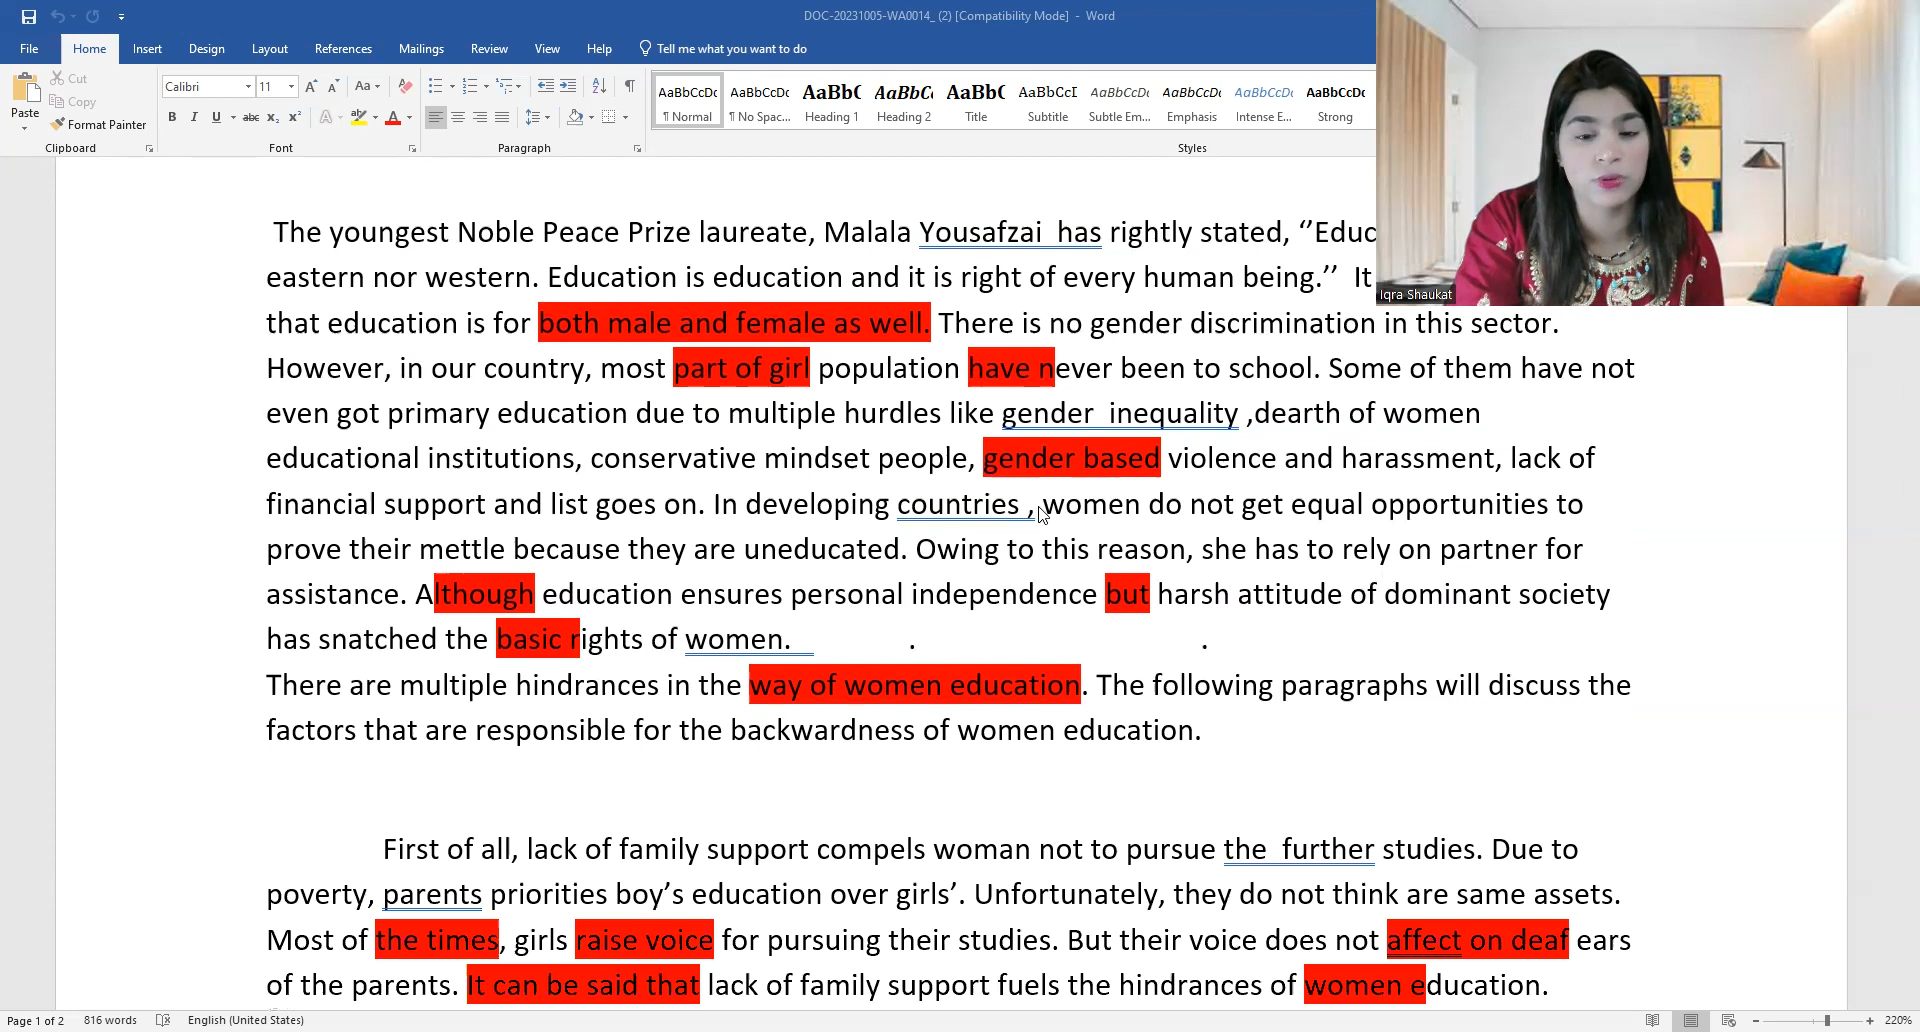 DOC-20231005-WA0014_ (2) [Compatibility Mode] - Word
File Home Insert Design Layout References Mailings Review View Help Tell me what you want to do
Cut
Copy
Paste
Format Painter
Calibri 11
Aa
B I U abc x₂ x² A A
AaBbCcDc AaBbCcDc AaBbC AaBbC AaBbC AaBbCcI AaBbCcDc AaBbCcDc AaBbCcDc AaBbCcDc
¶ Normal ¶ No Spac... Heading 1 Heading 2 Title Subtitle Subtle Em... Emphasis Intense E... Strong
Clipboard Font Paragraph Styles
Iqra Shaukat
The youngest Noble Peace Prize laureate, Malala Yousafzai  has rightly stated, ‘’Educ
eastern nor western. Education is education and it is right of every human being.’’  It
that education is for both male and female as well. There is no gender discrimination in this sector.
However, in our country, most part of girl population have never been to school. Some of them have not
even got primary education due to multiple hurdles like gender  inequality ,dearth of women
educational institutions, conservative mindset people, gender based violence and harassment, lack of
financial support and list goes on. In developing countries , women do not get equal opportunities to
prove their mettle because they are uneducated. Owing to this reason, she has to rely on partner for
assistance. Although education ensures personal independence but harsh attitude of dominant society
has snatched the basic rights of women. . .
There are multiple hindrances in the way of women education. The following paragraphs will discuss the
factors that are responsible for the backwardness of women education.
First of all, lack of family support compels woman not to pursue the  further studies. Due to
poverty, parents priorities boy’s education over girls’. Unfortunately, they do not think are same assets.
Most of the times, girls raise voice for pursuing their studies. But their voice does not affect on deaf ears
of the parents. It can be said that lack of family support fuels the hindrances of women education.
Page 1 of 2 816 words English (United States) 220%